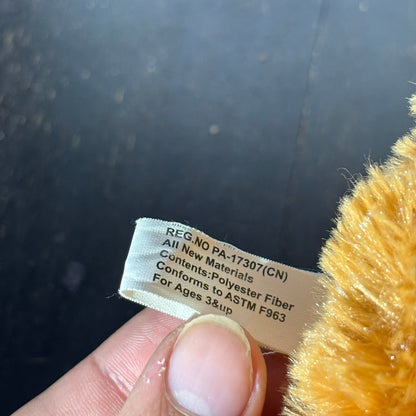 REG.NO PA-17307(CN)
All New Materials
Contents:Polyester Fiber
Conforms to ASTM F963
For Ages 3&up